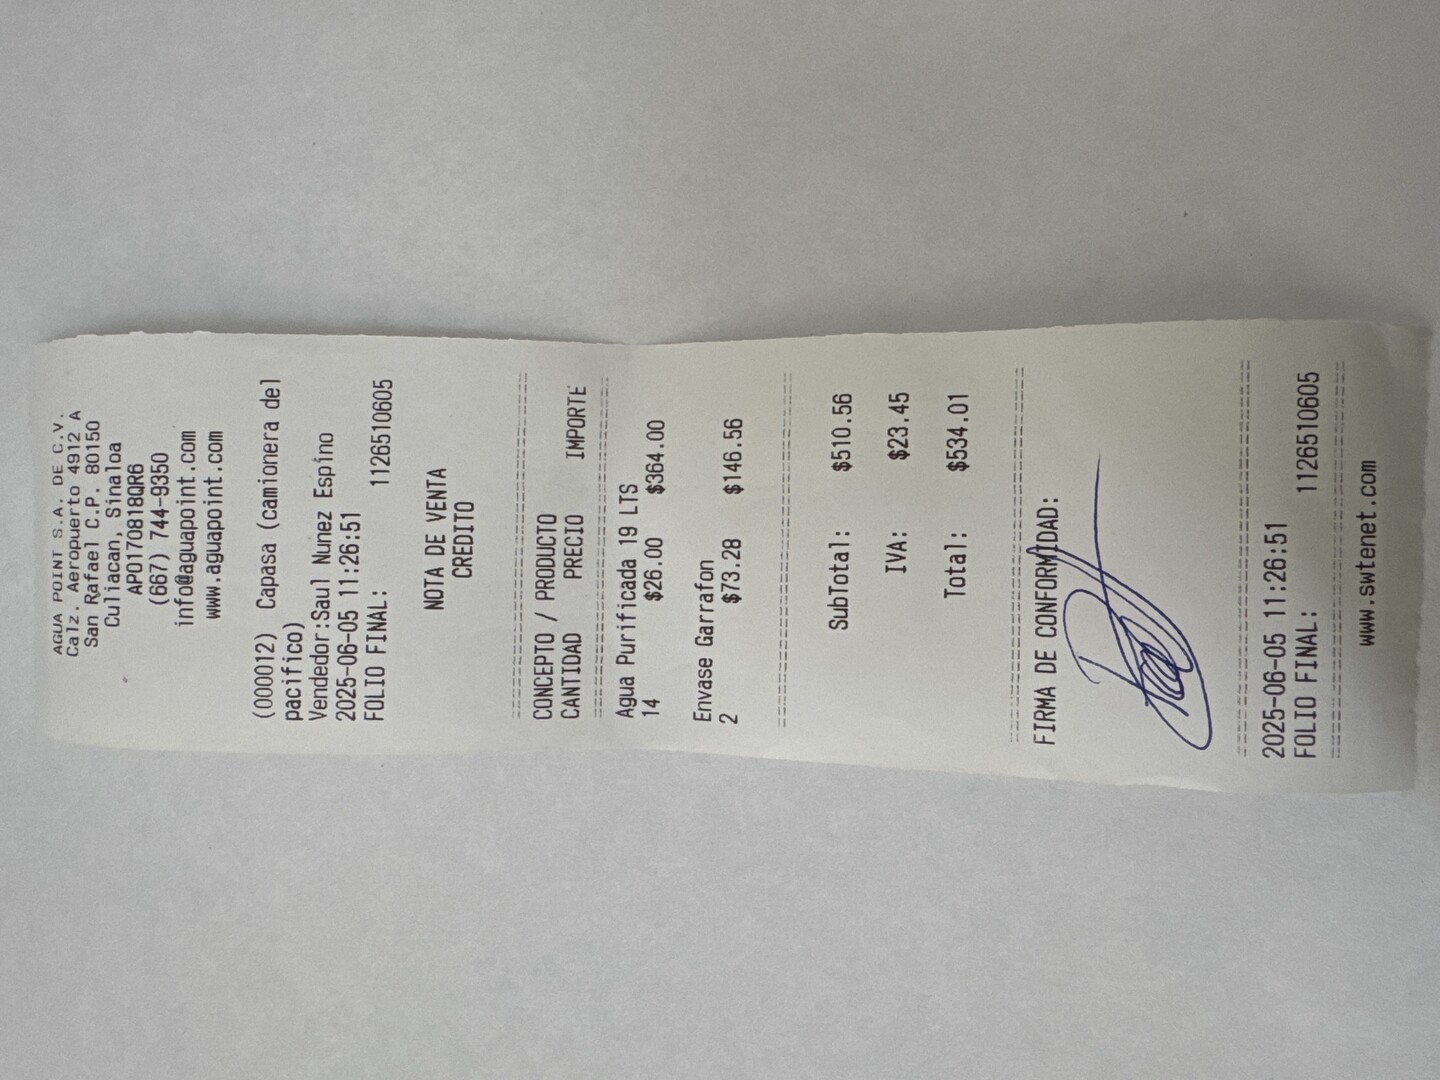 AGUA POINT S.A. DE C.V.
Calz. Aeropuerto 4912 A
San Rafael C.P. 80150
Culiacan, Sinaloa
APO170818QR6
(667) 744-9350
info@aguapoint.com
www.aguapoint.com
(000012) Capasa (camionera del
pacifico)
Vendedor:Saul Nunez Espino
2025-06-05 11:26:51
FOLIO FINAL: 1126510605
NOTA DE VENTA
CREDITO
CONCEPTO / PRODUCTO
CANTIDAD PRECIO IMPORTE
Agua Purificada 19 LTS
14 $26.00 $364.00
Envase Garrafon
2 $73.28 $146.56
SubTotal: $510.56
IVA: $23.45
Total: $534.01
FIRMA DE CONFORMIDAD:
2025-06-05 11:26:51
FOLIO FINAL: 1126510605
www.swtenet.com